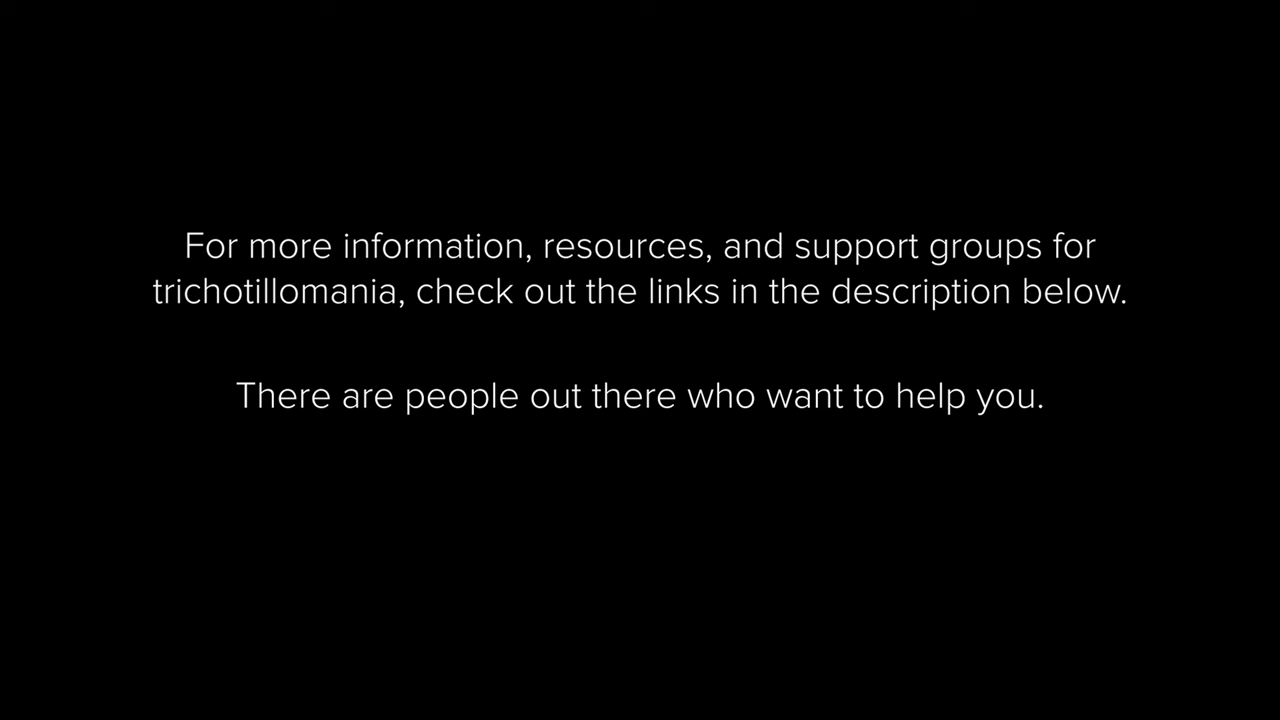 For more information, resources, and support groups for
trichotillomania, check out the links in the description below.
There are people out there who want to help you.